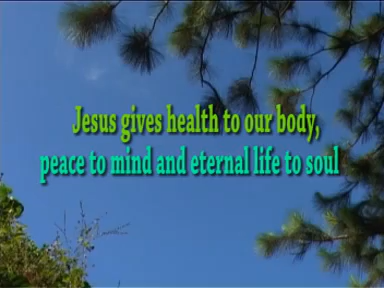 Jesus gives health to our body,
peace to mind and eternal life to soul